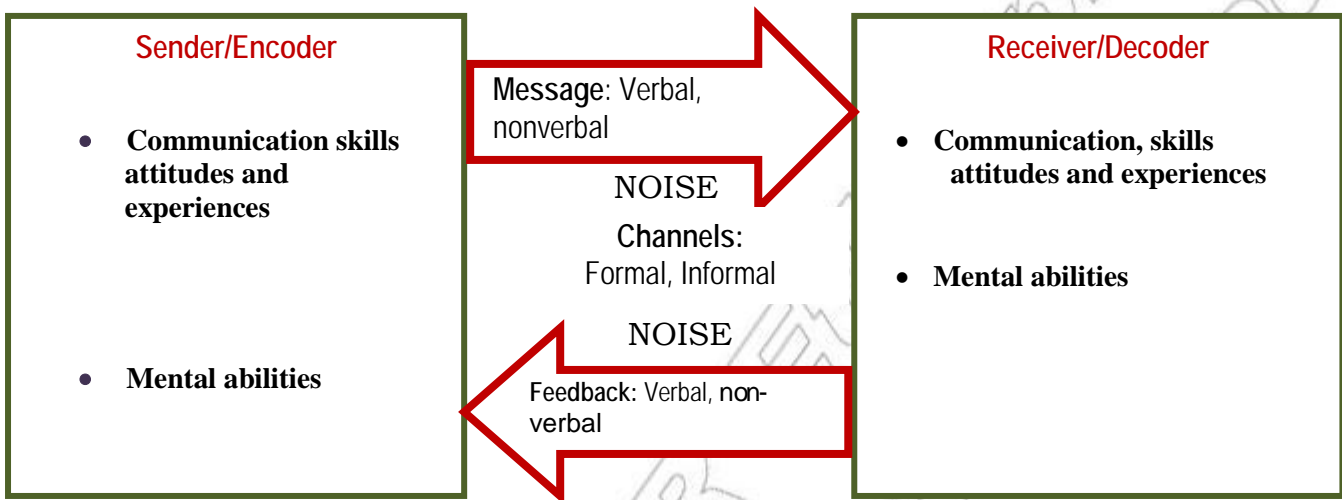 Sender/Encoder
• Communication skills
attitudes and
experiences
• Mental abilities
Message: Verbal,
nonverbal
NOISE
Channels:
Formal, Informal
NOISE
Feedback: Verbal, non-
verbal
Receiver/Decoder
• Communication, skills
attitudes and experiences
• Mental abilities